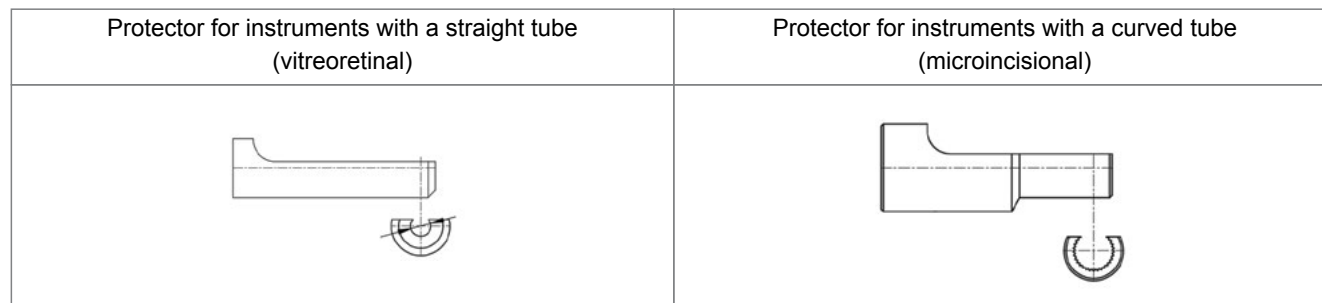 Protector for instruments with a straight tube
(vitreoretinal)
Protector for instruments with a curved tube
(microincisional)